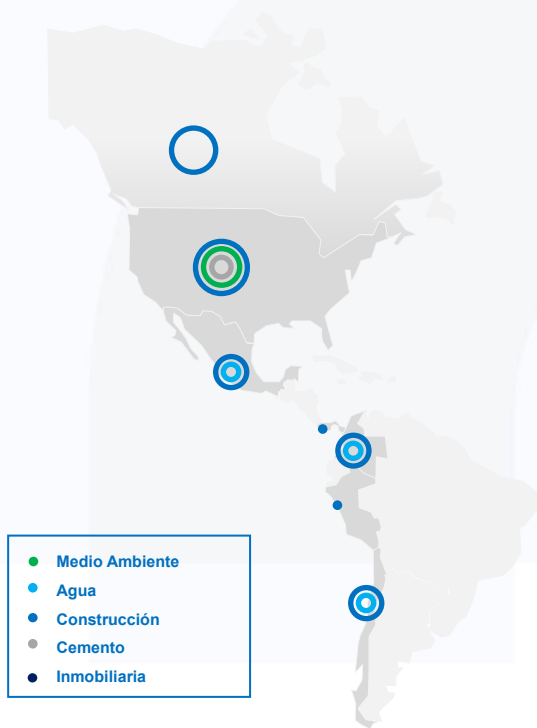 Medio Ambiente
Agua
Construcción
Cemento
Inmobiliaria